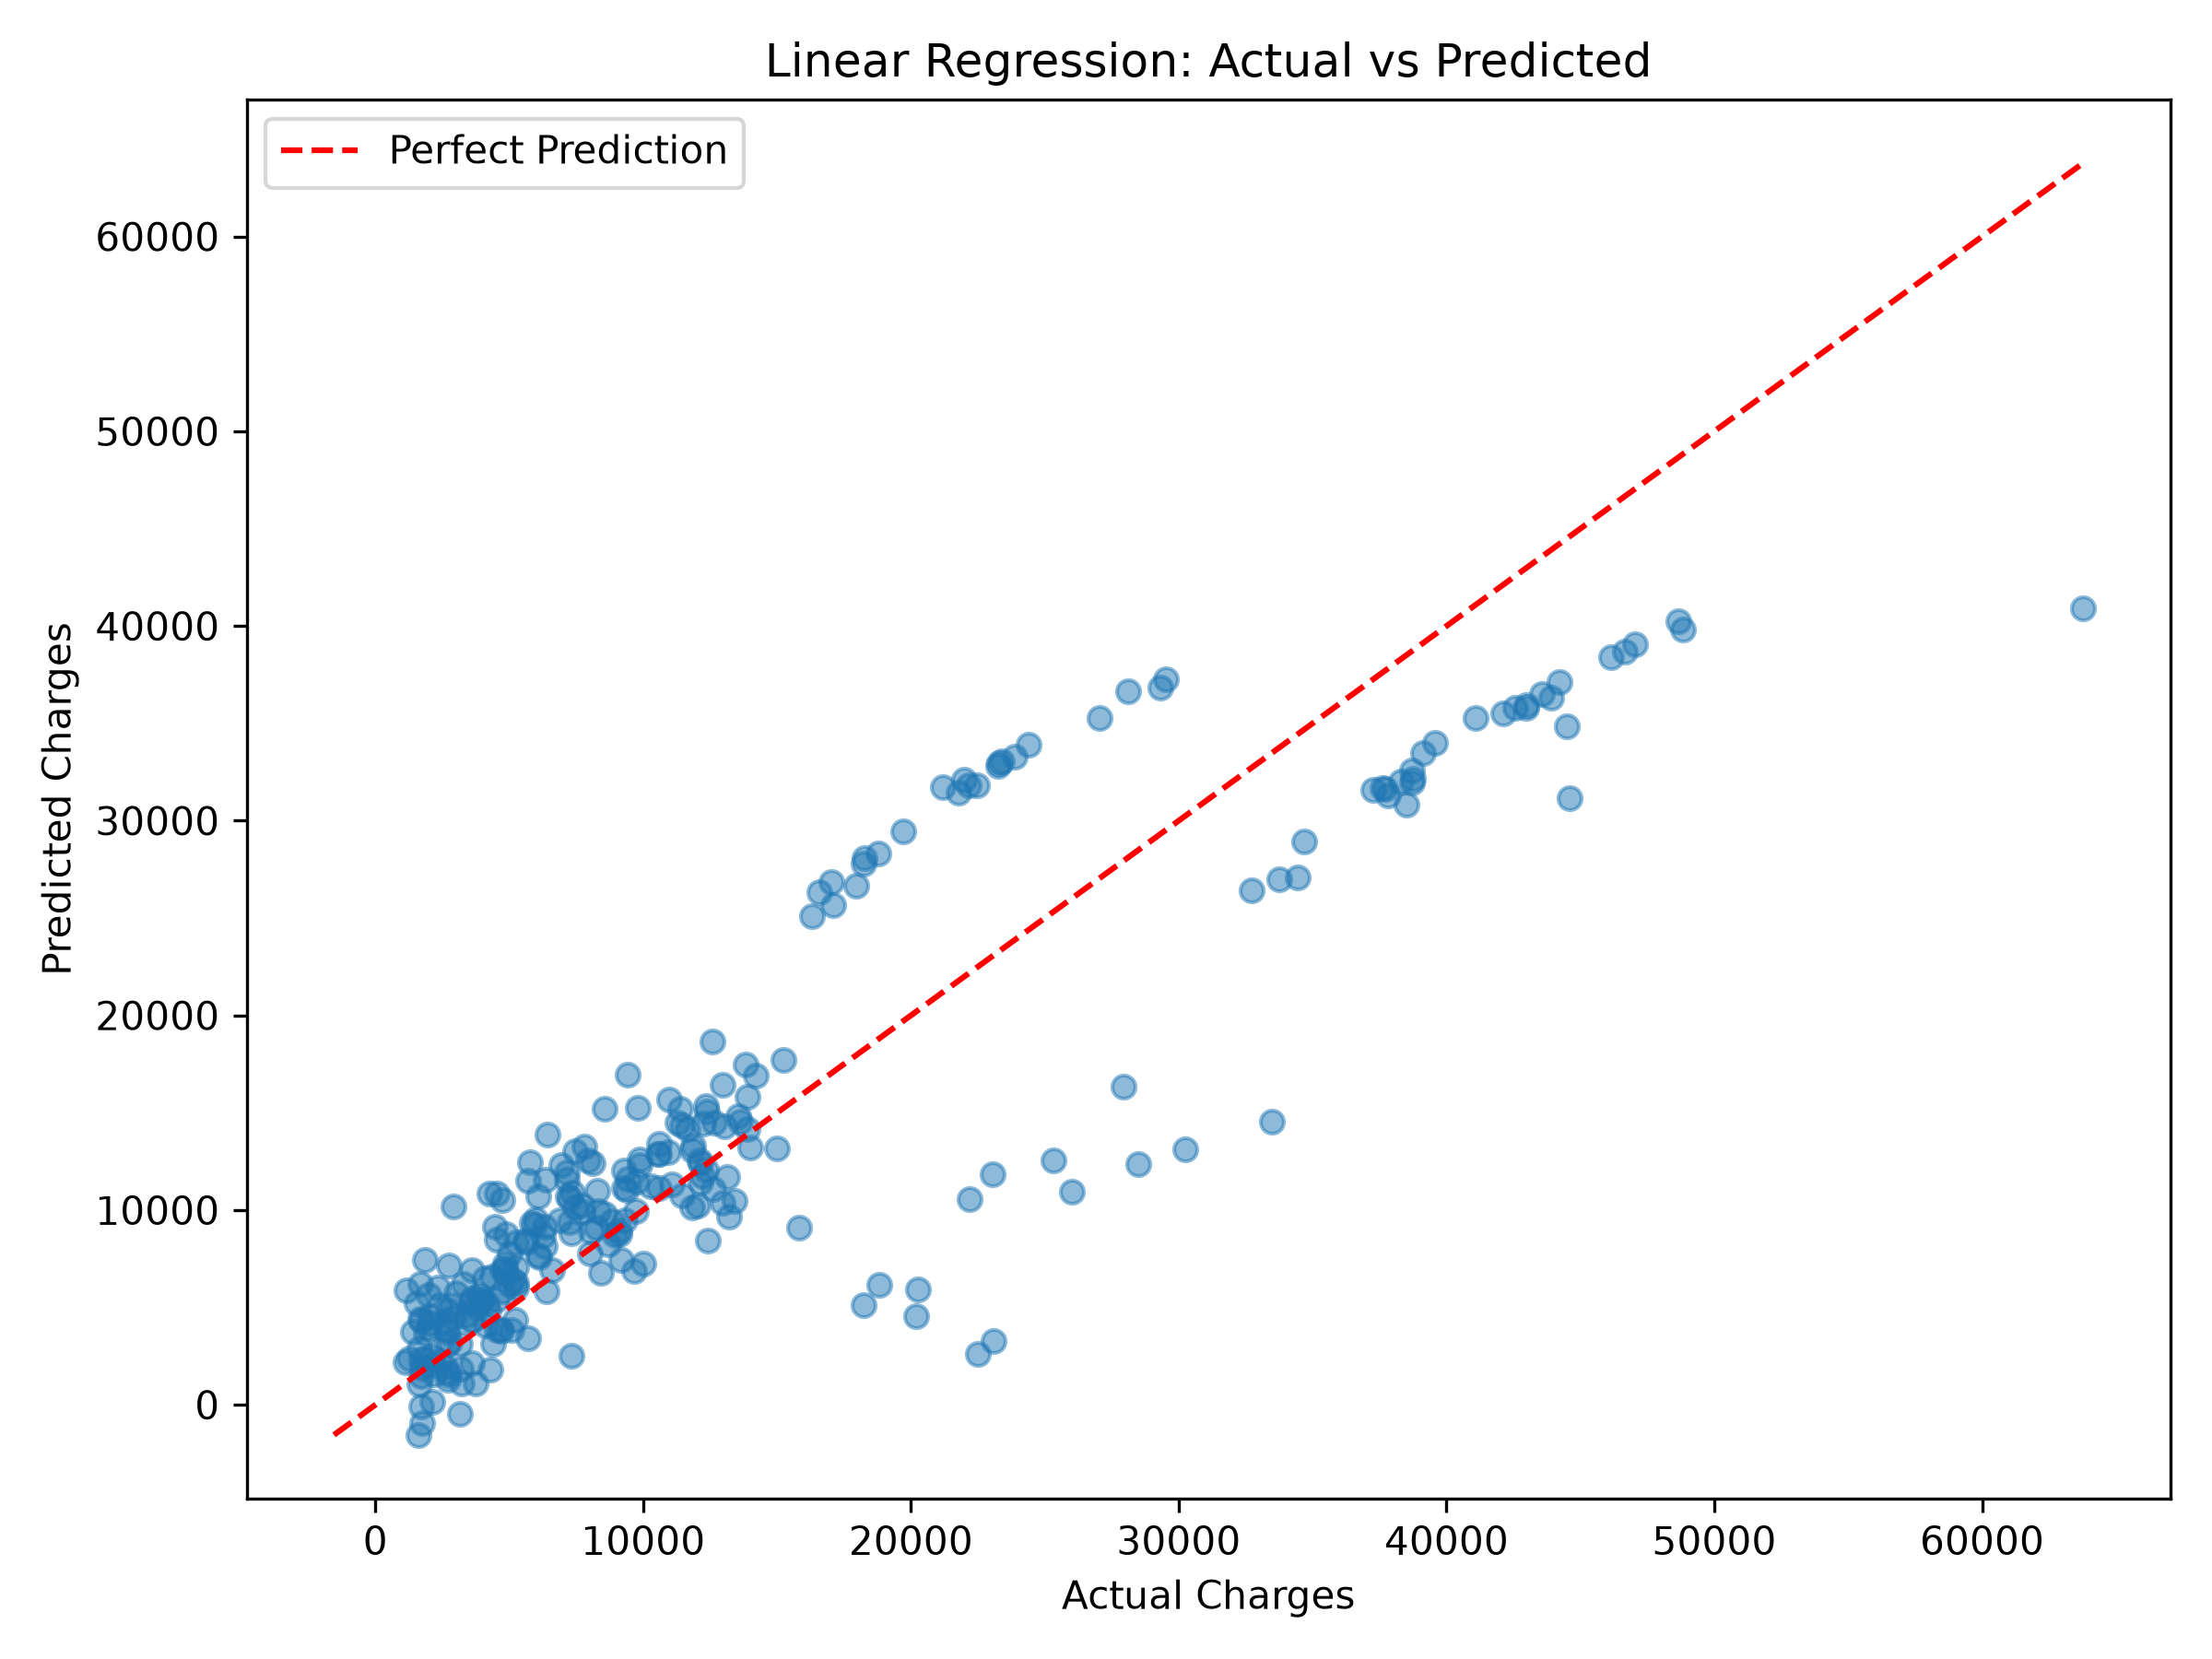 Linear Regression: Actual vs Predicted
Perfect Prediction
60000
50000
40000
30000
20000
10000
0
Predicted Charges
0 10000 20000 30000 40000 50000 60000
Actual Charges